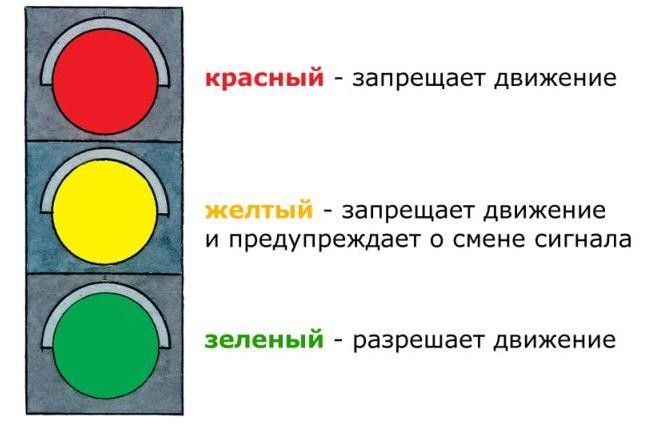 красный - запрещает движение
желтый - запрещает движение
и предупреждает о смене сигнала
зеленый - разрешает движение